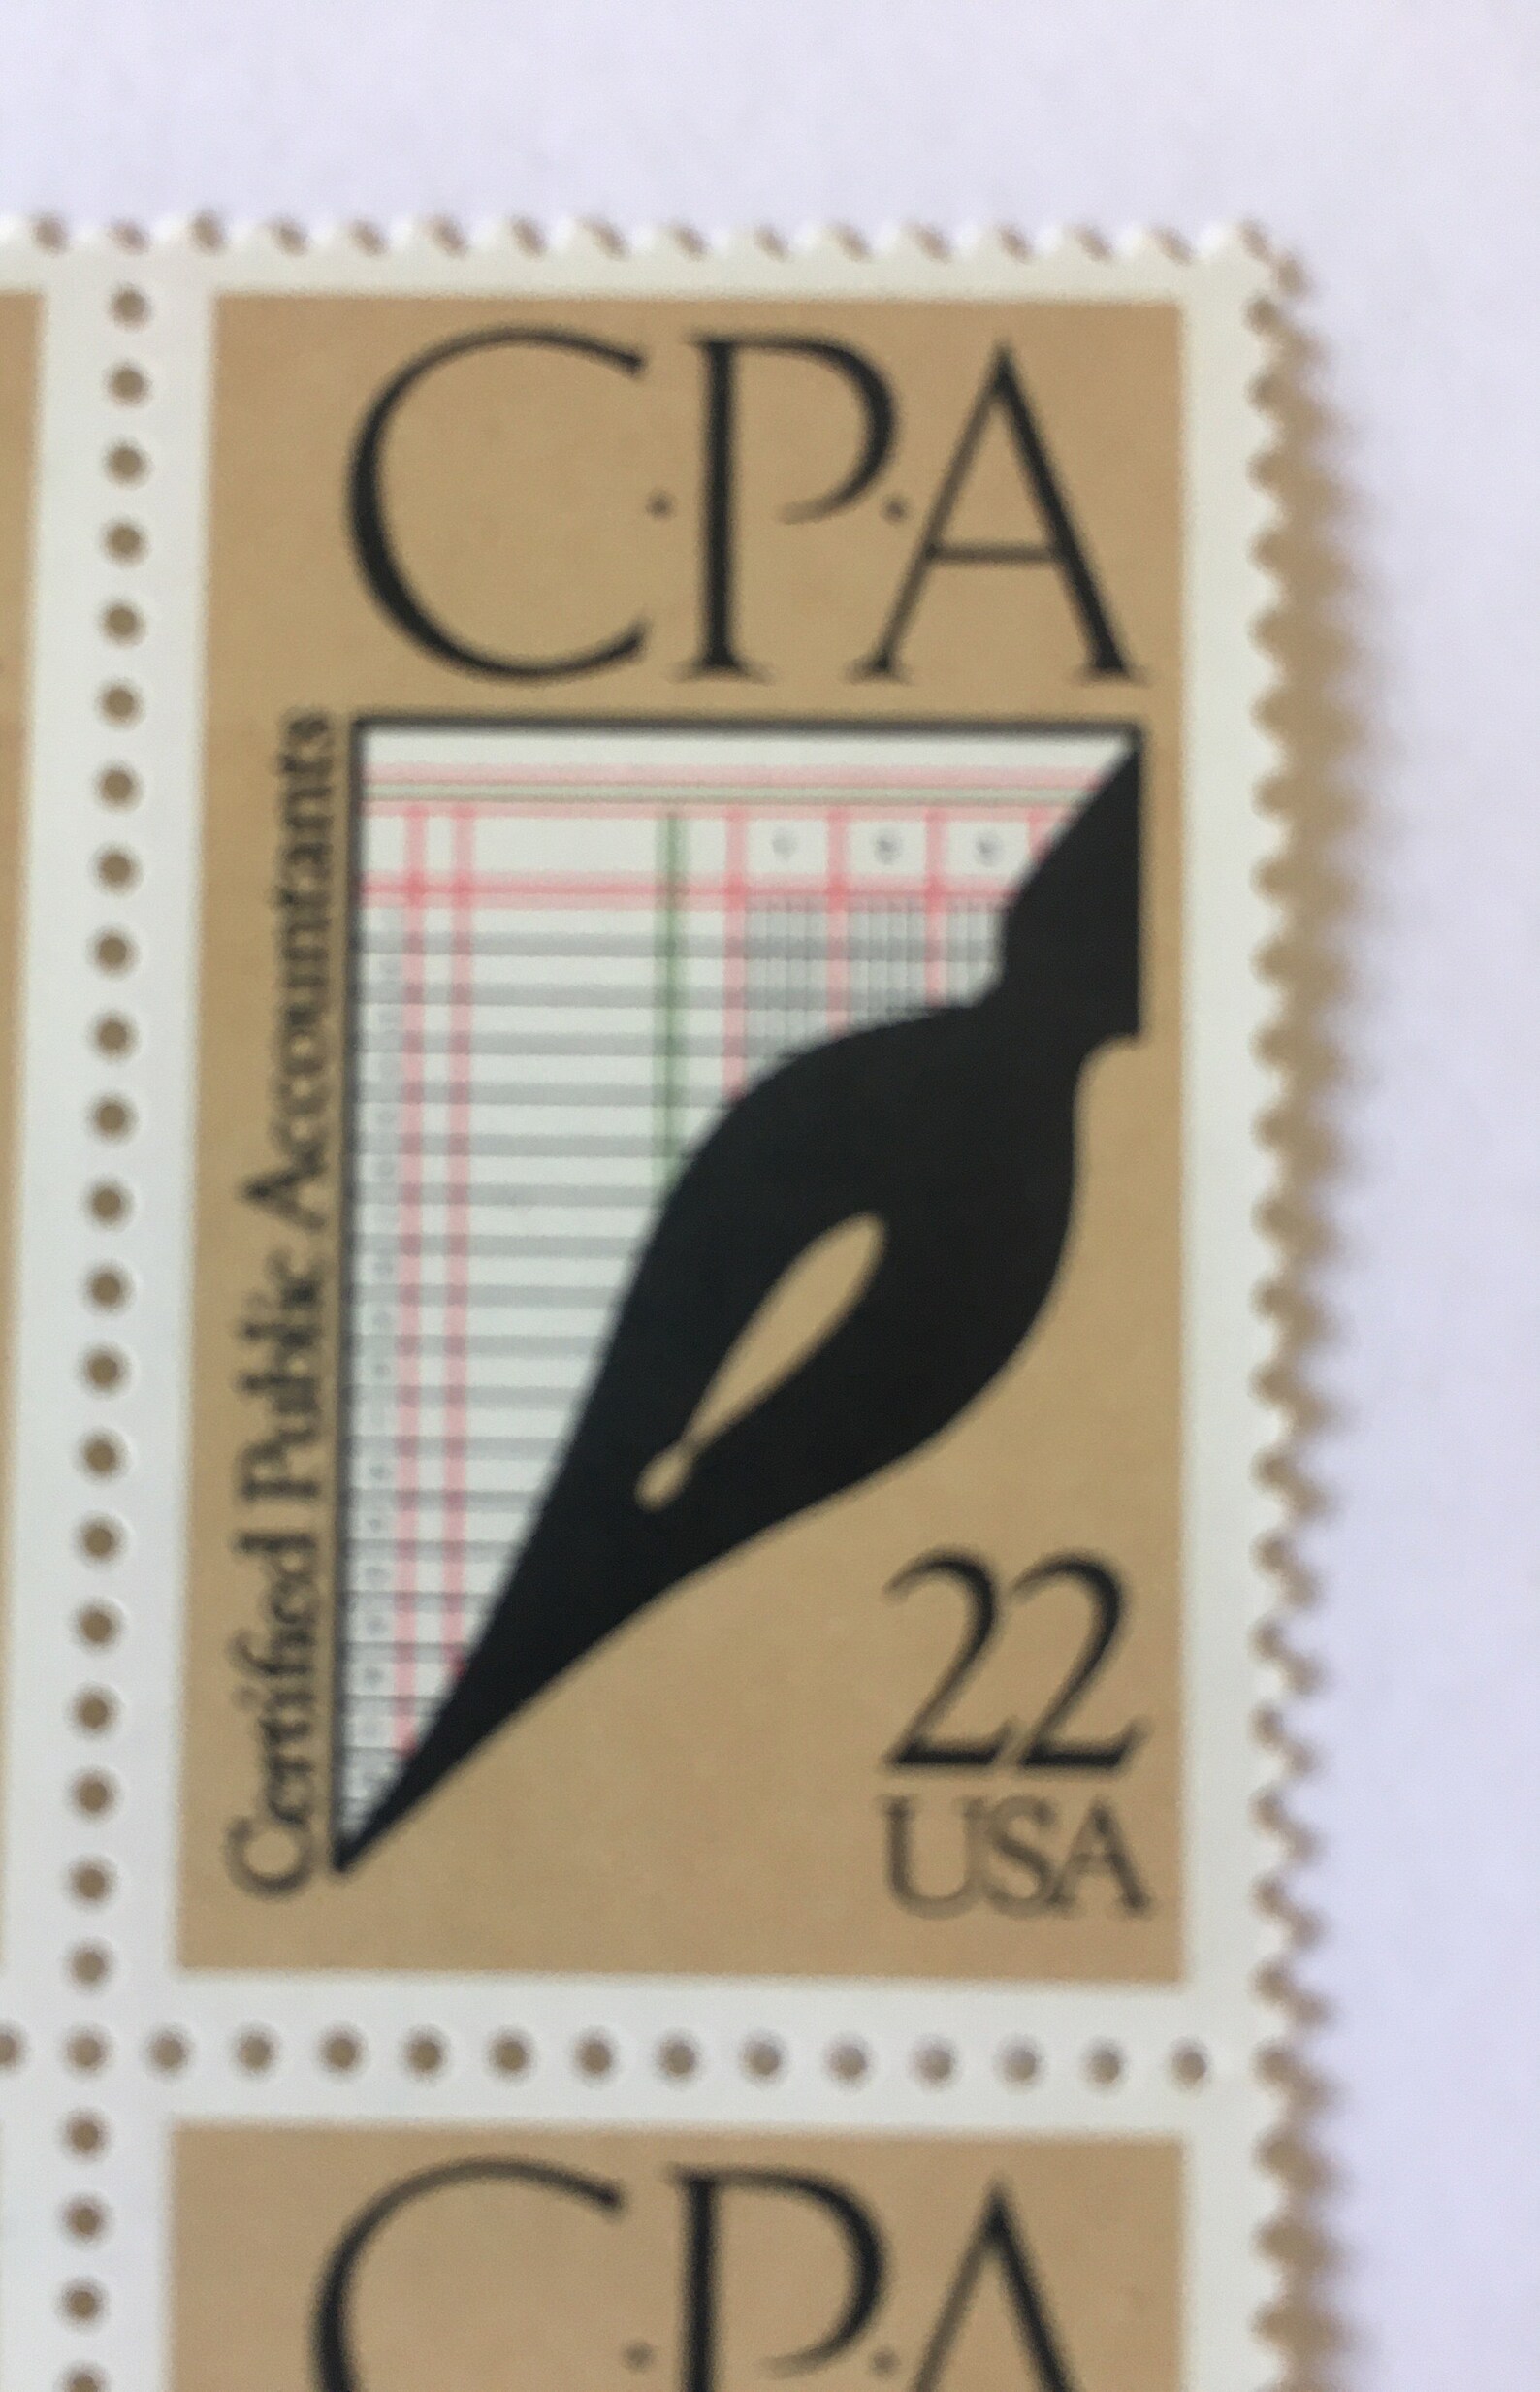 C·P·A
Certified Public Accountants
22
USA
C·P·A